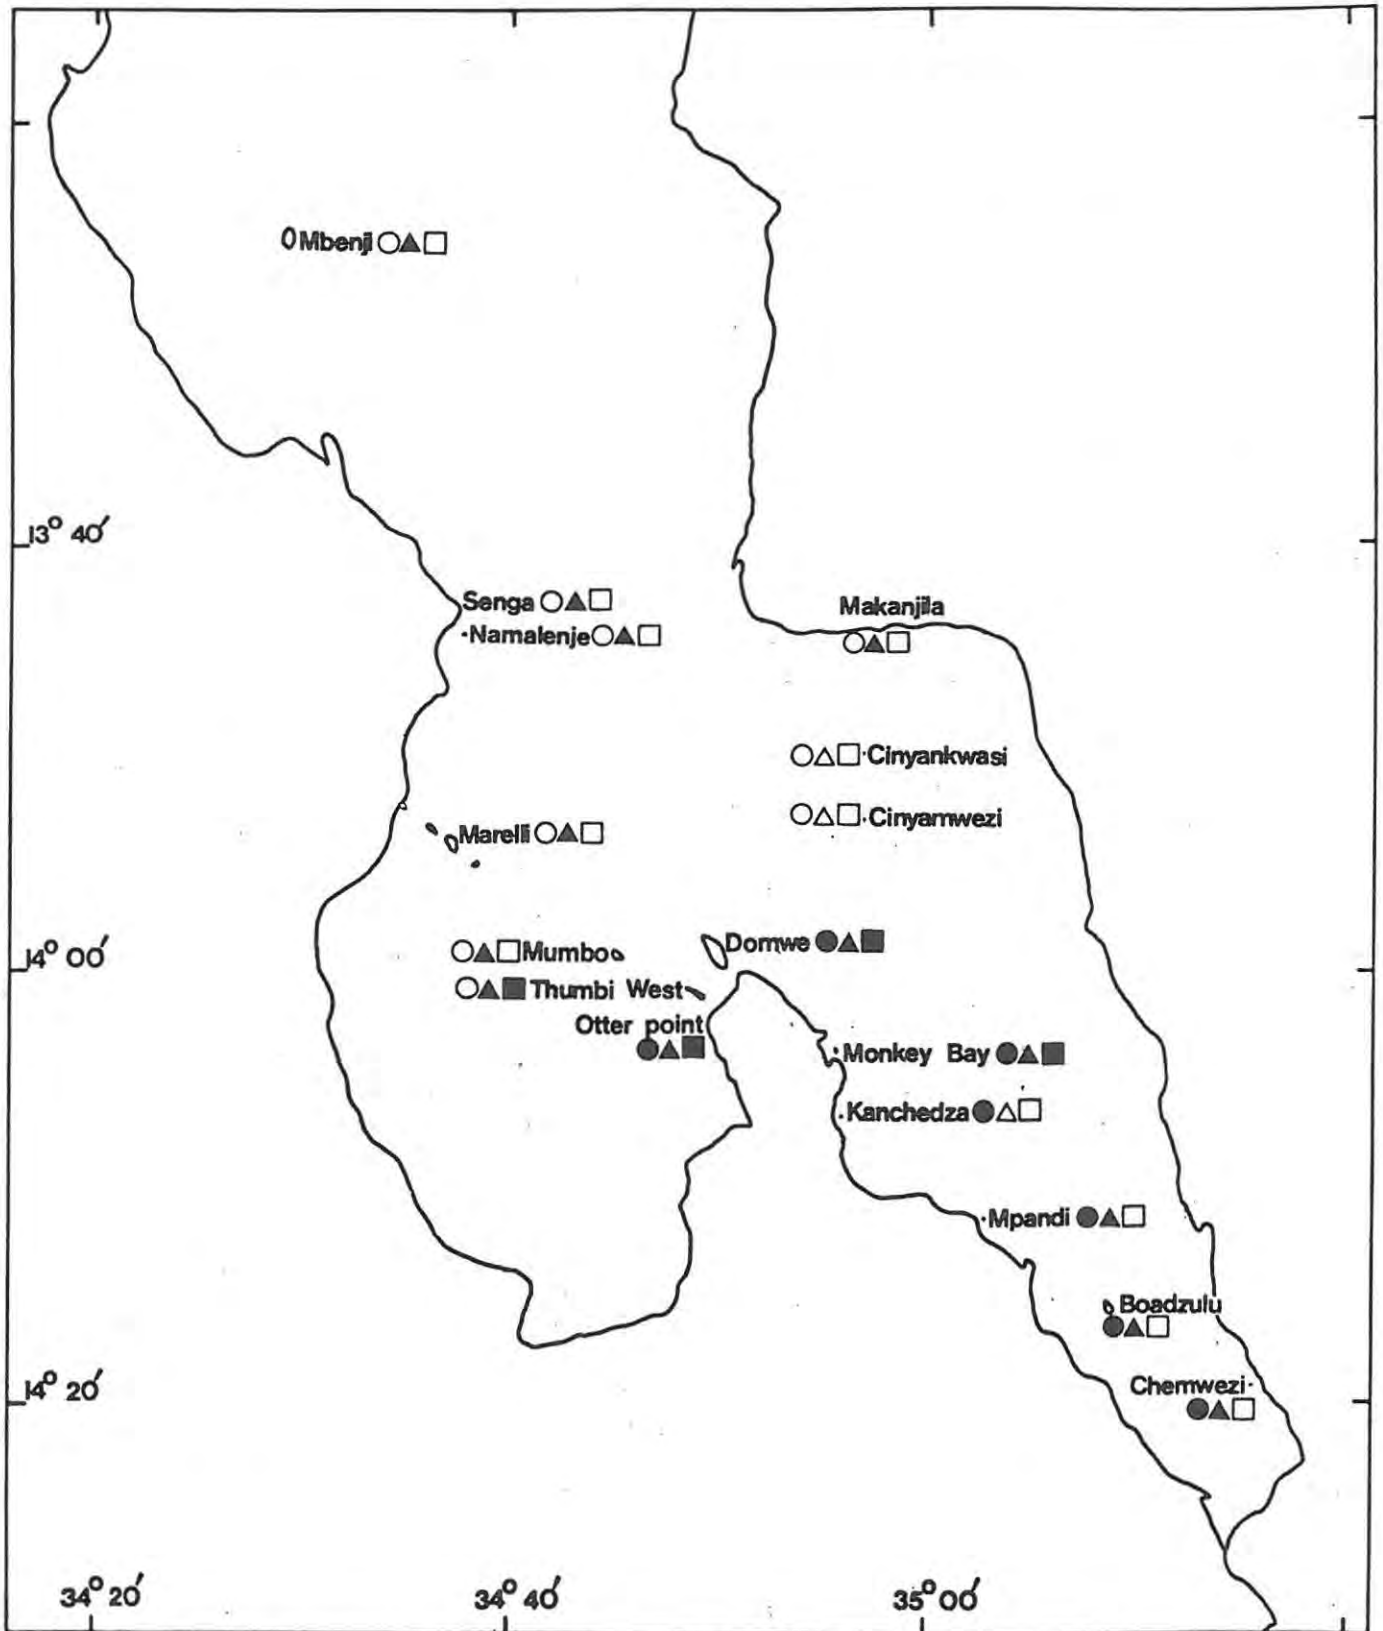 Mbenji
13° 40′
Senga
Makanjila
Namalenje
Cinyankwasi
Cinyamwezi
Marelli
Domwe
14° 00′
Mumbo
Thumbi West
Otter point
Monkey Bay
Kanchedza
Mpandi
Boadzulu
14° 20′
Chemwezi
34° 20′
34° 40′
35° 00′